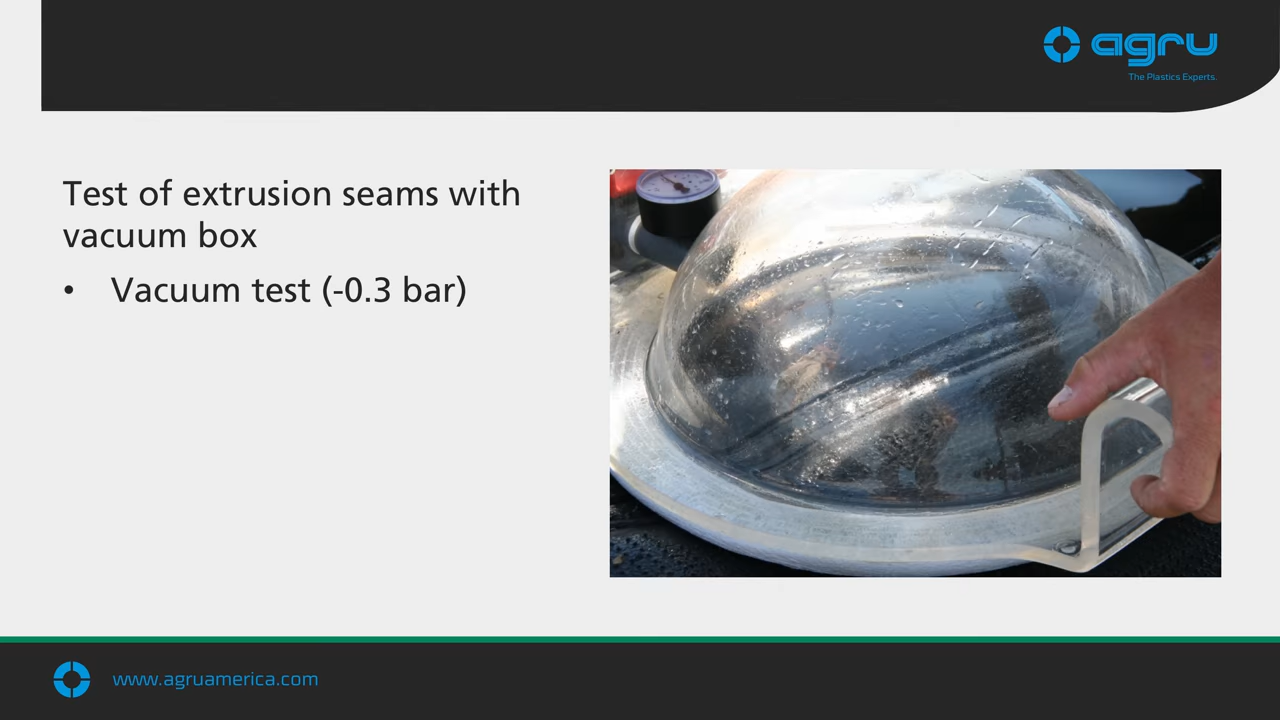 agru
The Plastics Experts.
Test of extrusion seams with
vacuum box
• Vacuum test (-0.3 bar)
www.agruamerica.com